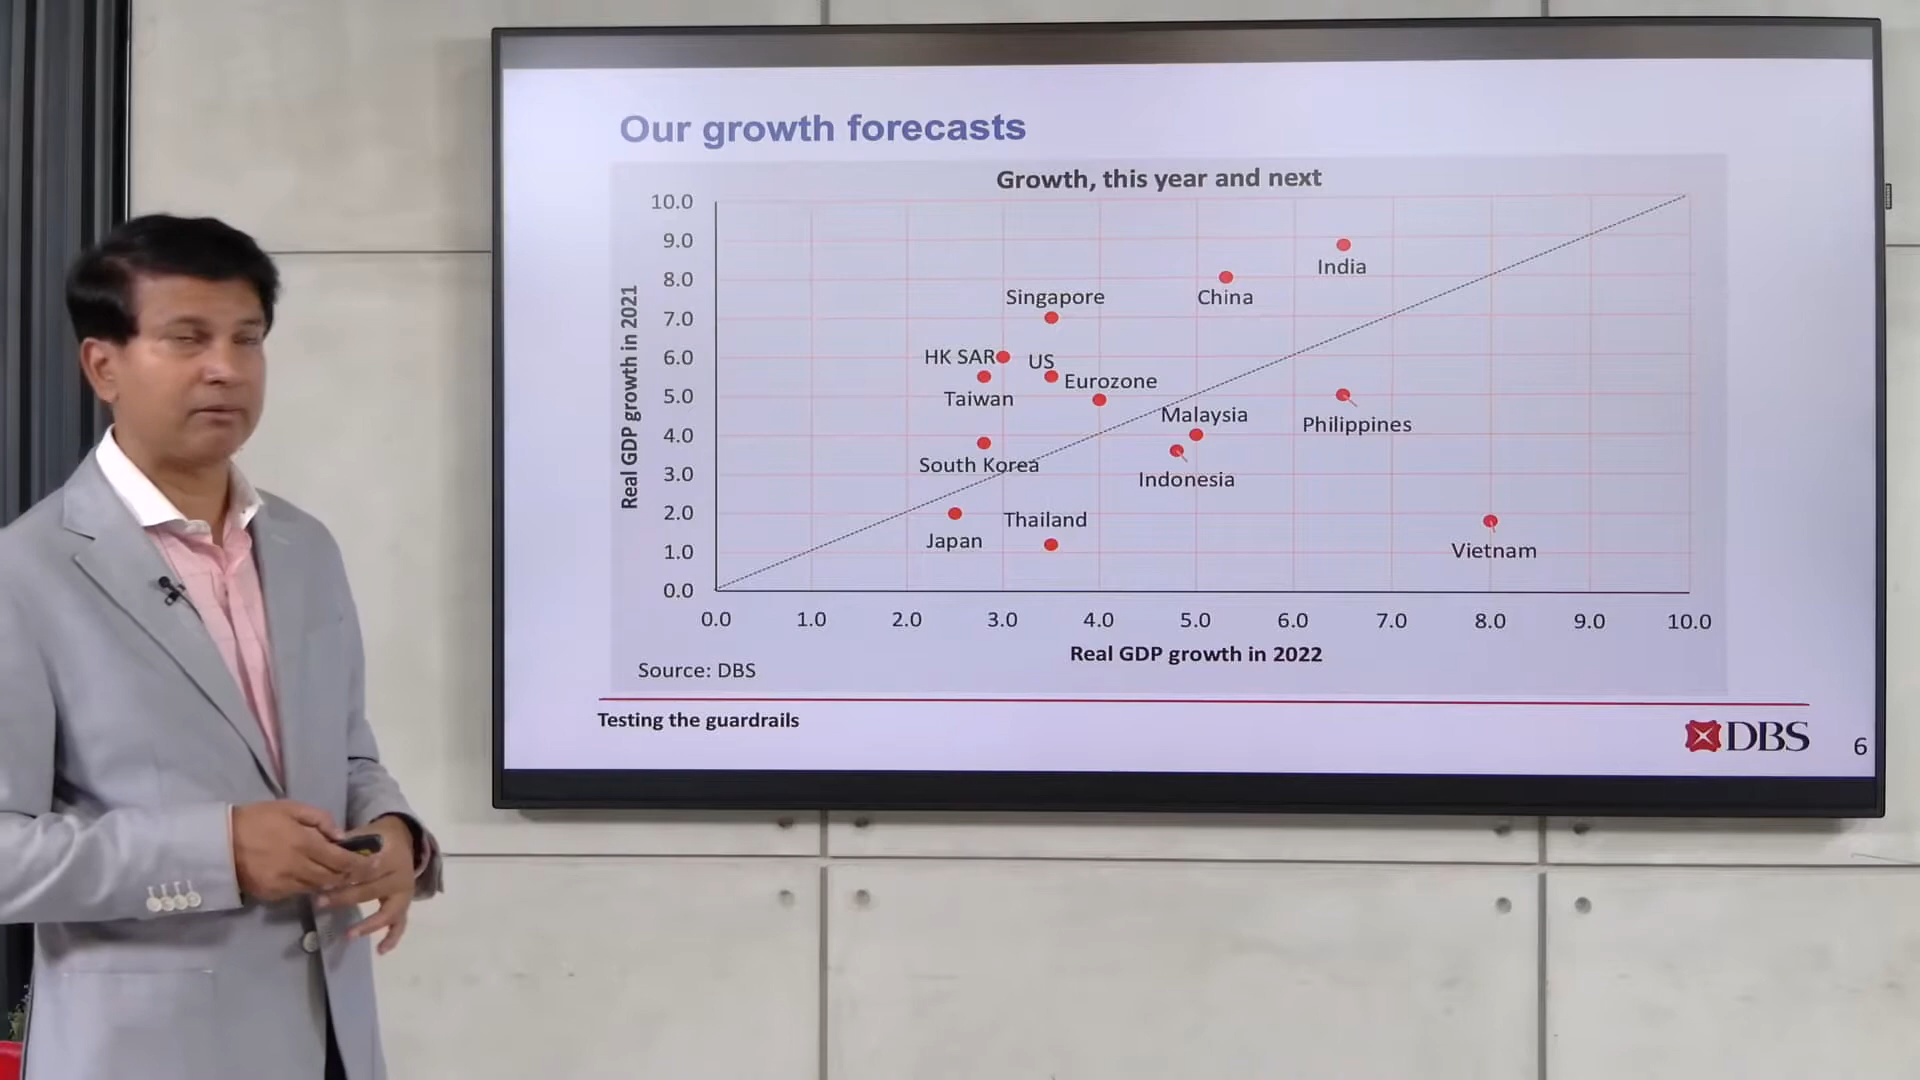 Our growth forecasts
Growth, this year and next
10.0
9.0
8.0
7.0
6.0
5.0
4.0
3.0
2.0
1.0
0.0
Real GDP growth in 2021
India
China
Singapore
HK SAR
US
Eurozone
Taiwan
Malaysia
Philippines
South Korea
Indonesia
Thailand
Japan
Vietnam
0.0 1.0 2.0 3.0 4.0 5.0 6.0 7.0 8.0 9.0 10.0
Real GDP growth in 2022
Source: DBS
Testing the guardrails
DBS
6